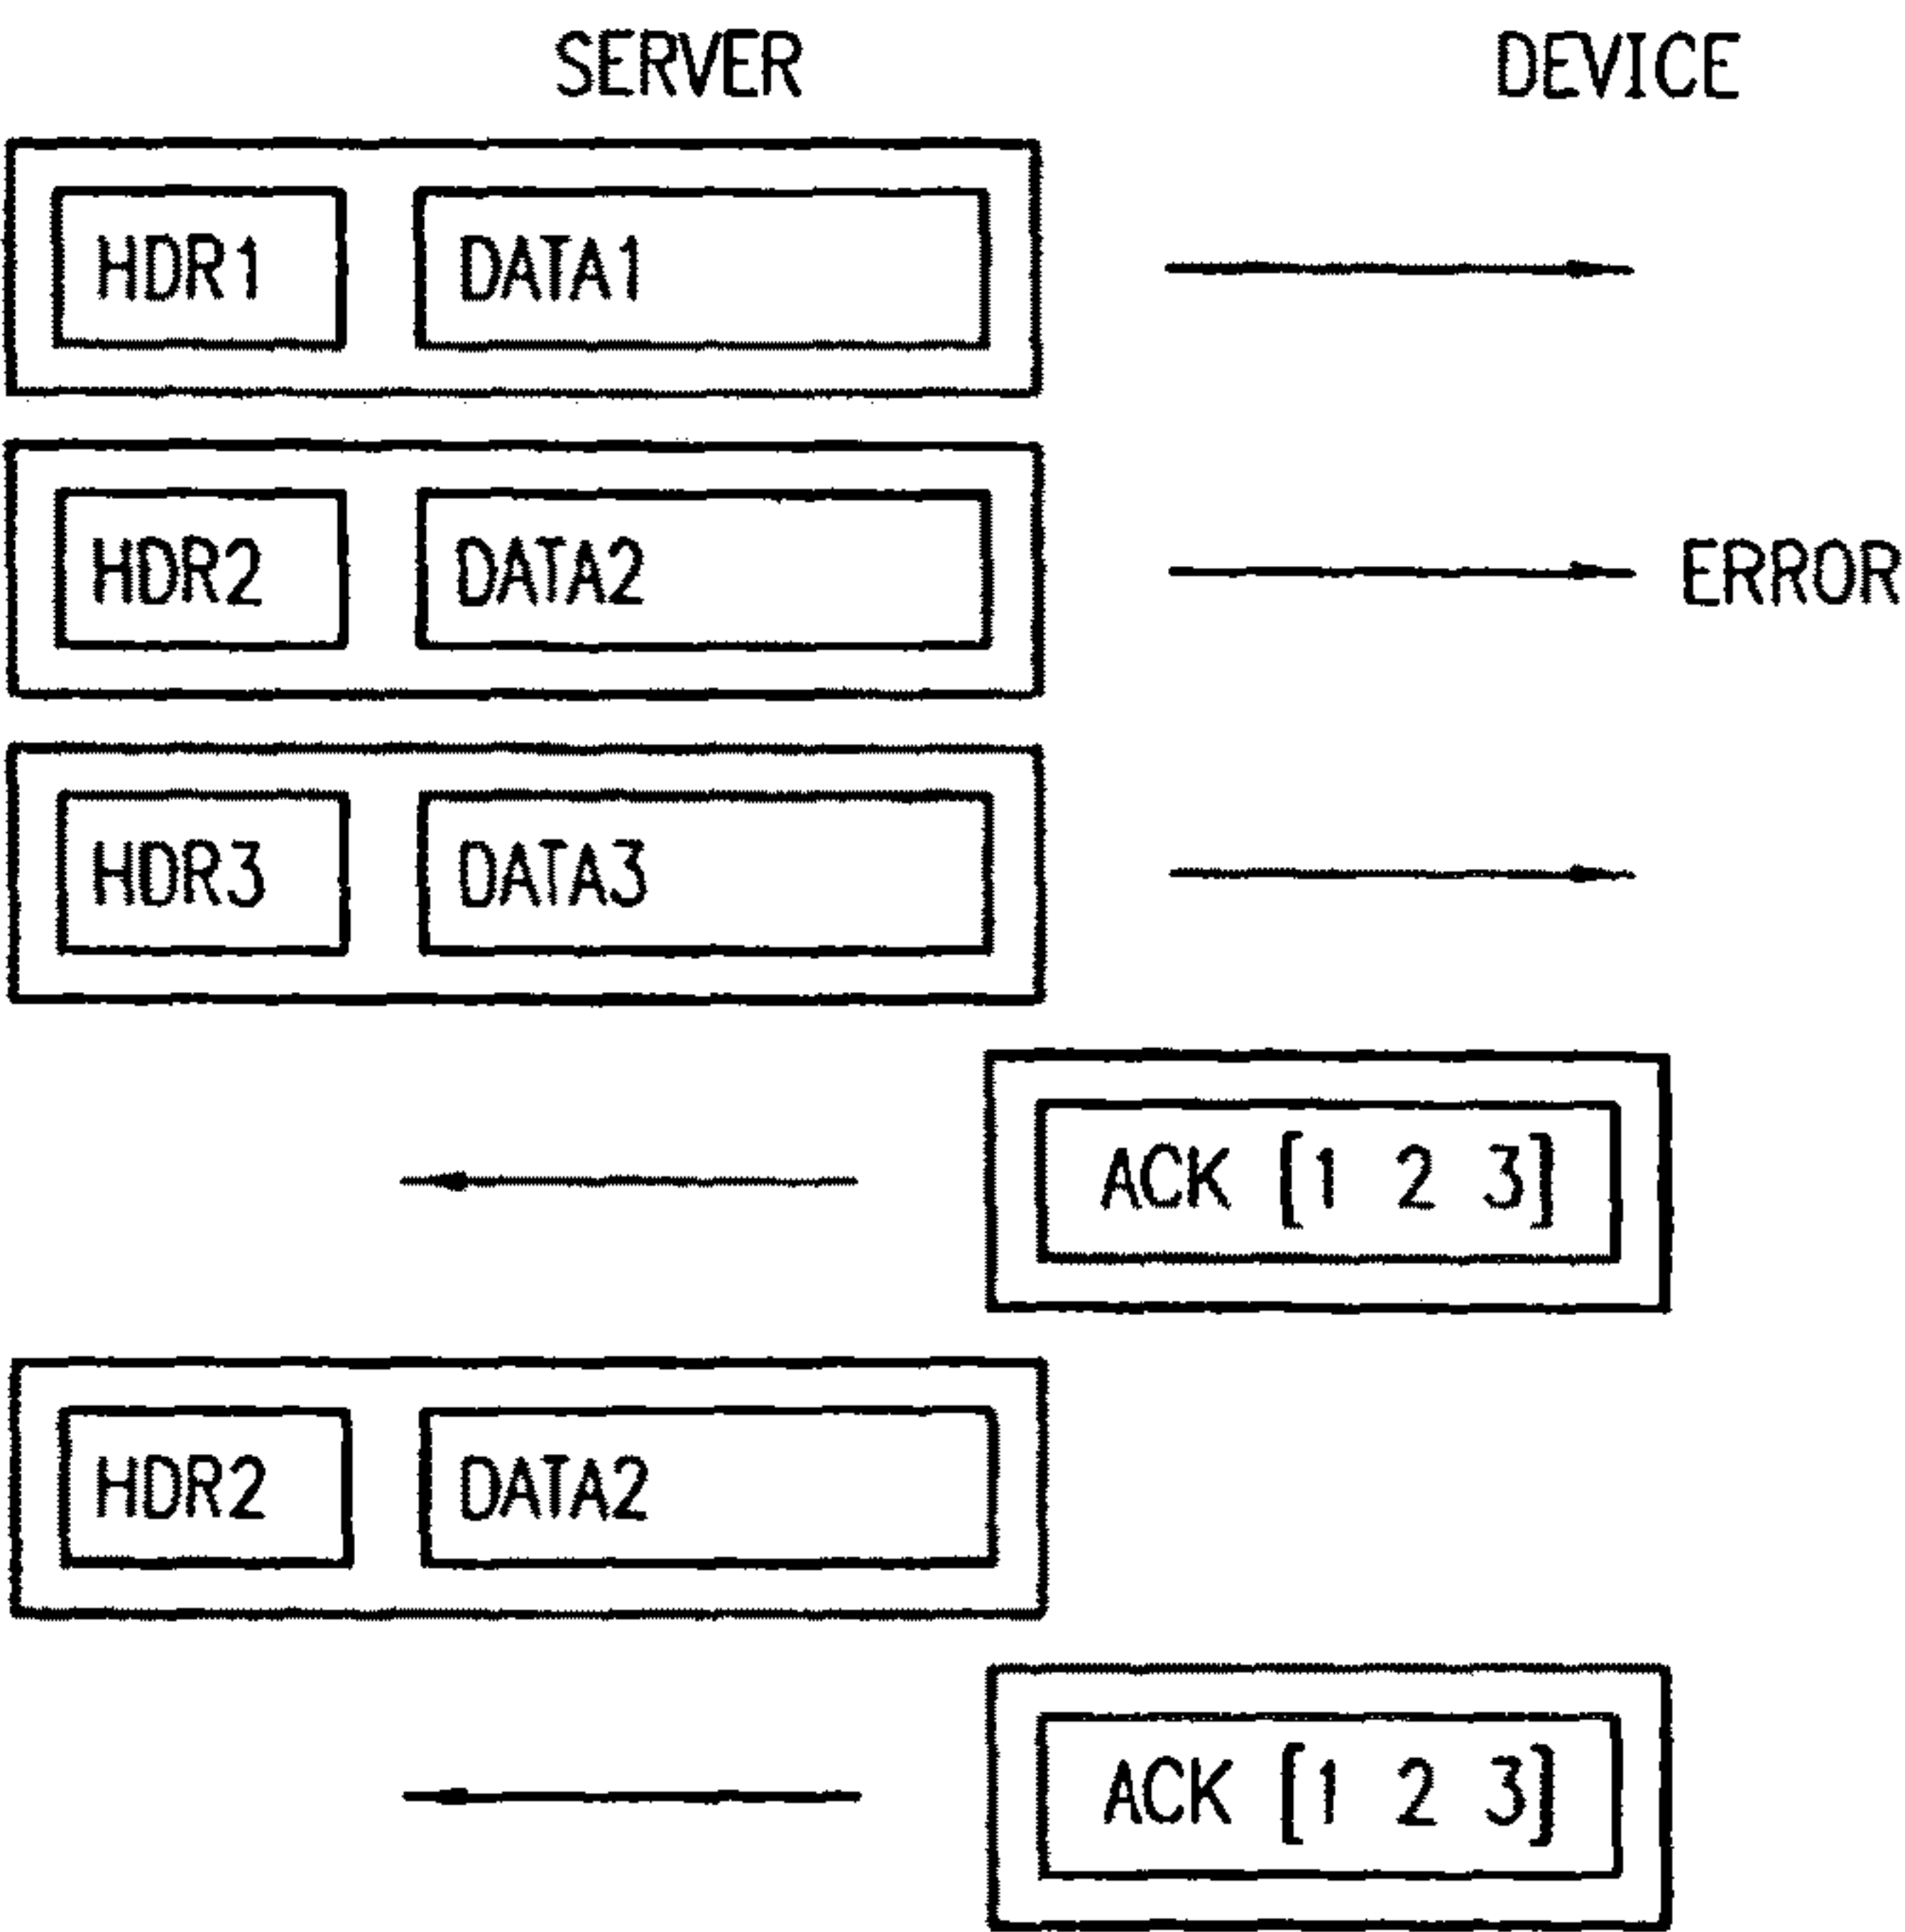 SERVER DEVICE
HDR1 DATA1
HDR2 DATA2 ERROR
HDR3 DATA3
ACK [1 2 3]
HDR2 DATA2
ACK [1 2 3]